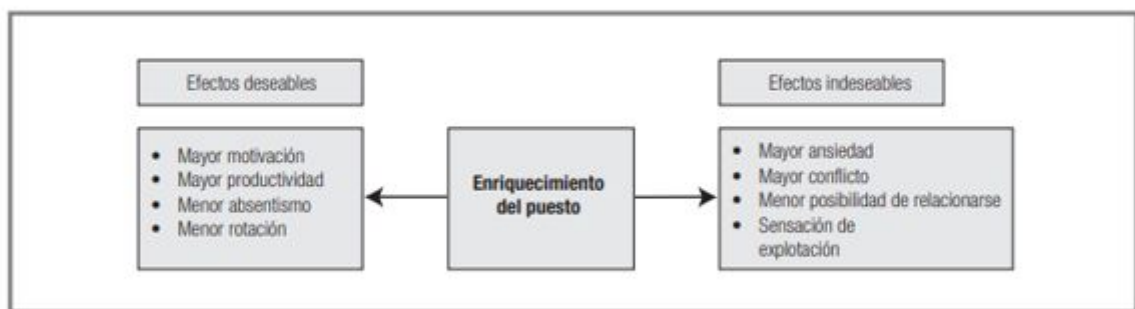 Efectos deseables
• Mayor motivación
• Mayor productividad
• Menor absentismo
• Menor rotación
Enriquecimiento
del puesto
Efectos indeseables
• Mayor ansiedad
• Mayor conflicto
• Menor posibilidad de relacionarse
• Sensación de
explotación